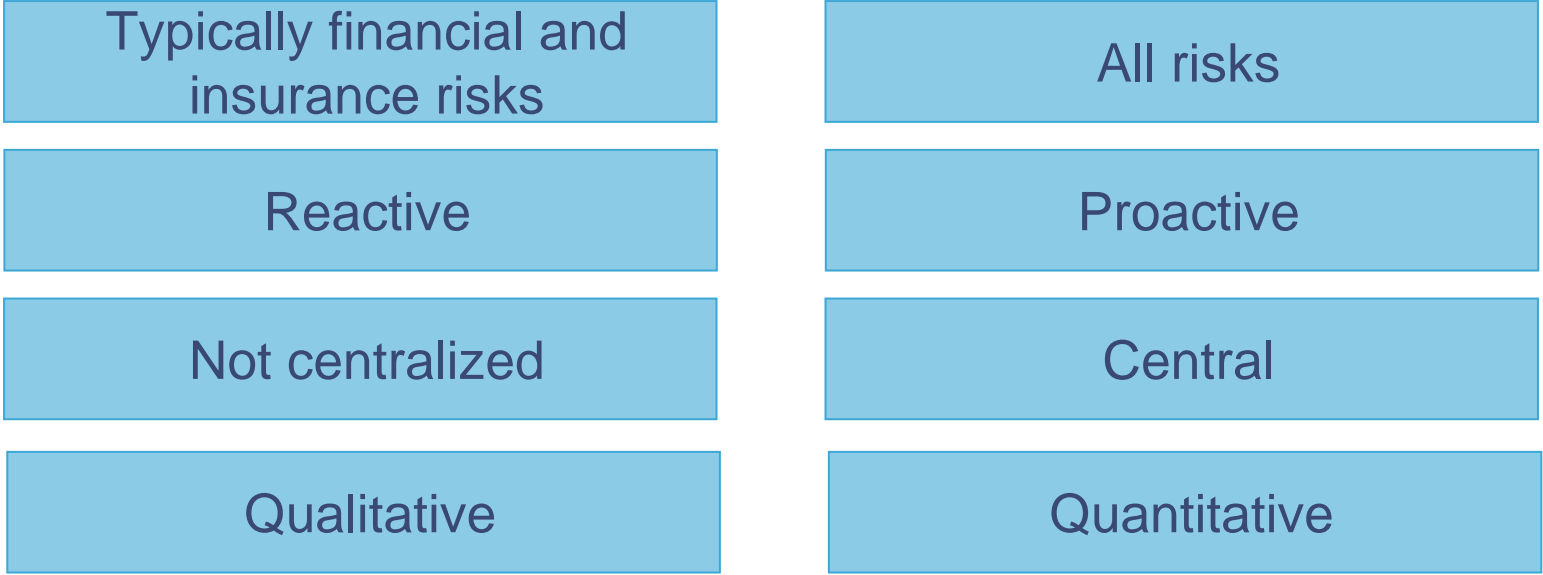 Typically financial and
insurance risks
All risks
Reactive
Proactive
Not centralized
Central
Qualitative
Quantitative